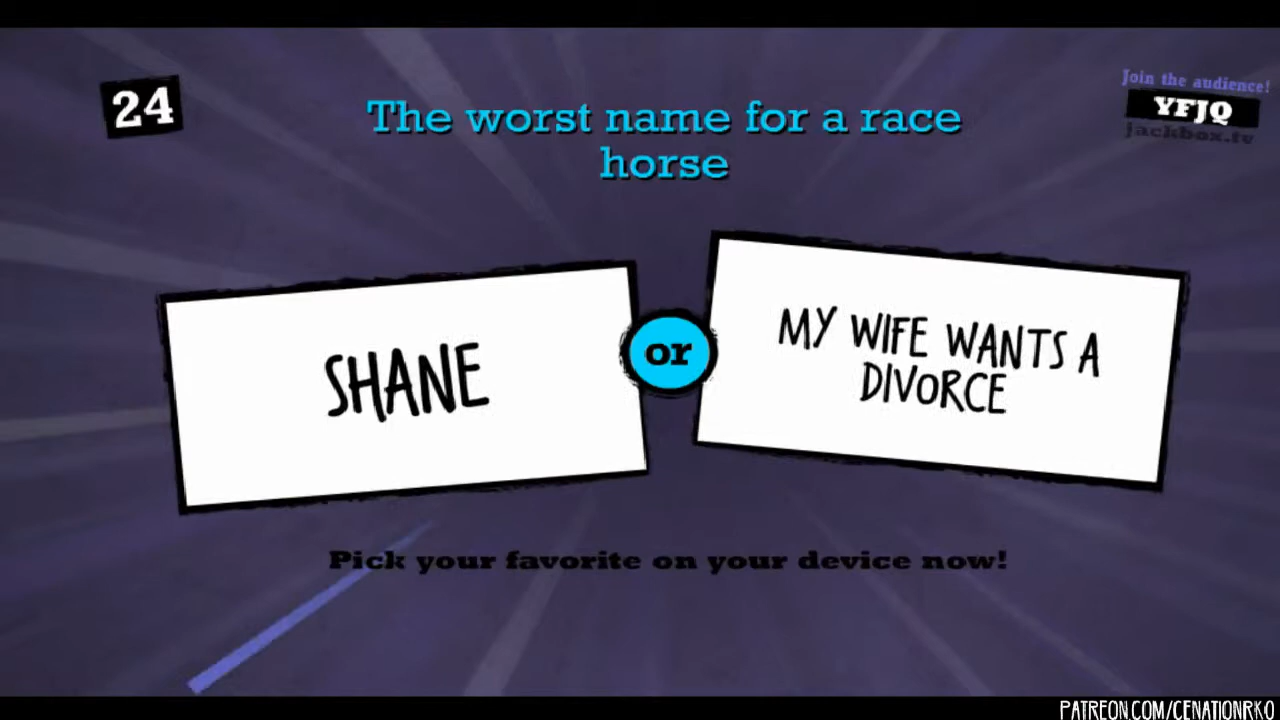 24
The worst name for a race
horse
Join the audience!
YFJQ
jackbox.tv
SHANE
or
MY WIFE WANTS A
DIVORCE
Pick your favorite on your device now!
PATREON.COM/CENATIONRKO